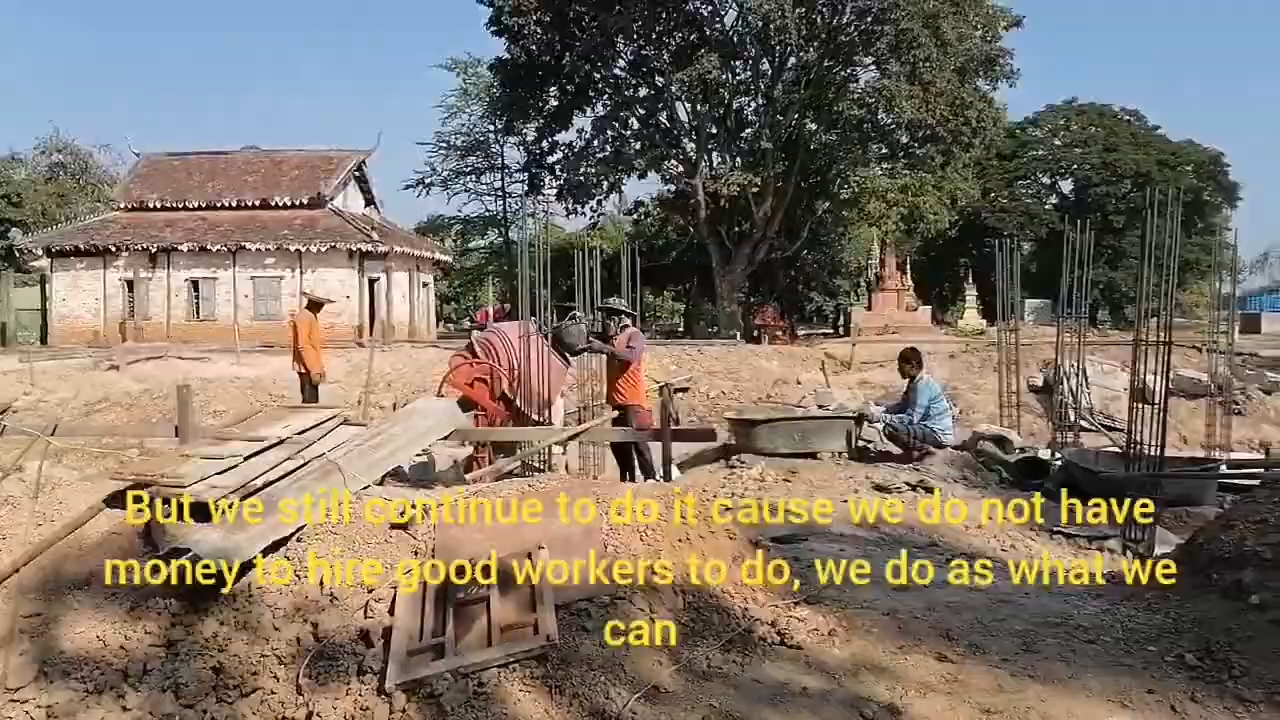 But we still continue to do it cause we do not have
money to hire good workers to do, we do as what we
can